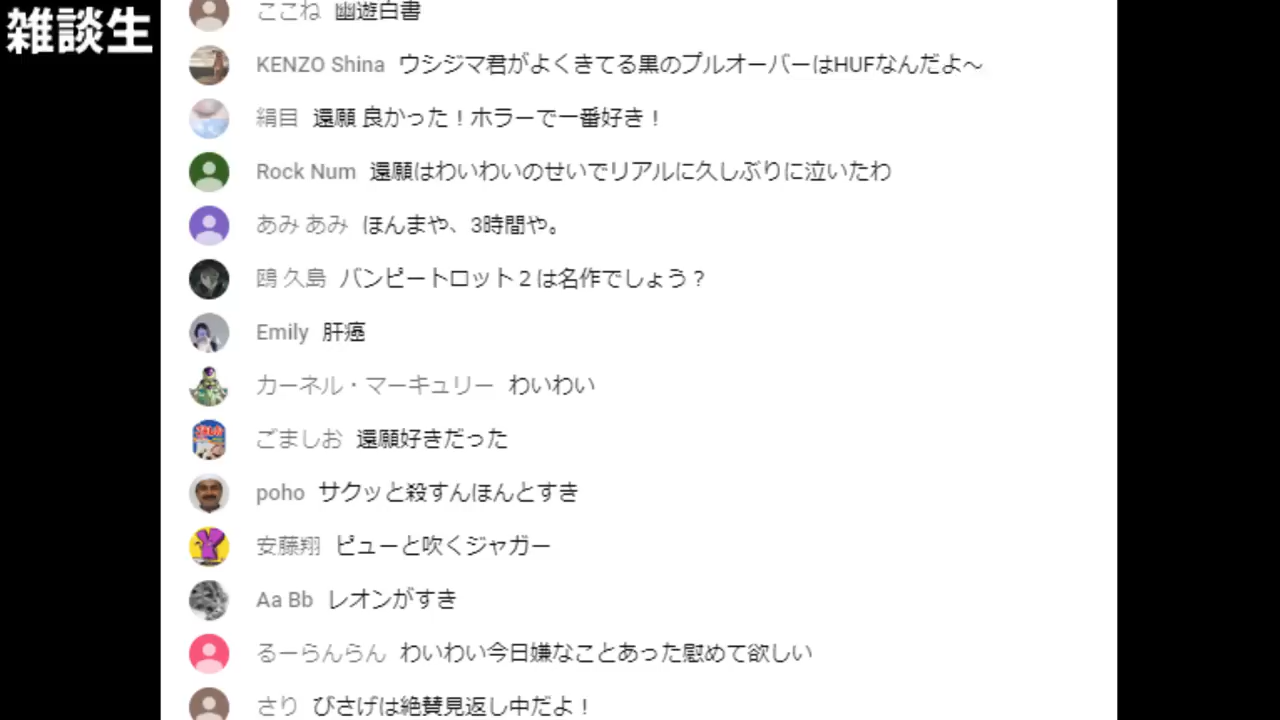 雑談生
ここね 幽遊白書
KENZO Shina ウシジマ君がよくきてる黒のプルオーバーはHUFなんだよ～
絹目 還願 良かった！ホラーで一番好き！
Rock Num 還願はわいわいのせいでリアルに久しぶりに泣いたわ
あみ あみ ほんまや、3時間や。
鴎 久島 バンピートロット２は名作でしょう？
Emily 肝癌
カーネル・マーキュリー わいわい
ごましお 還願好きだった
poho サクッと殺すんほんとすき
安藤翔 ピューと吹くジャガー
Aa Bb レオンがすき
るーらんらん わいわい今日嫌なことあった慰めて欲しい
さり びさげは絶賛見返し中だよ！